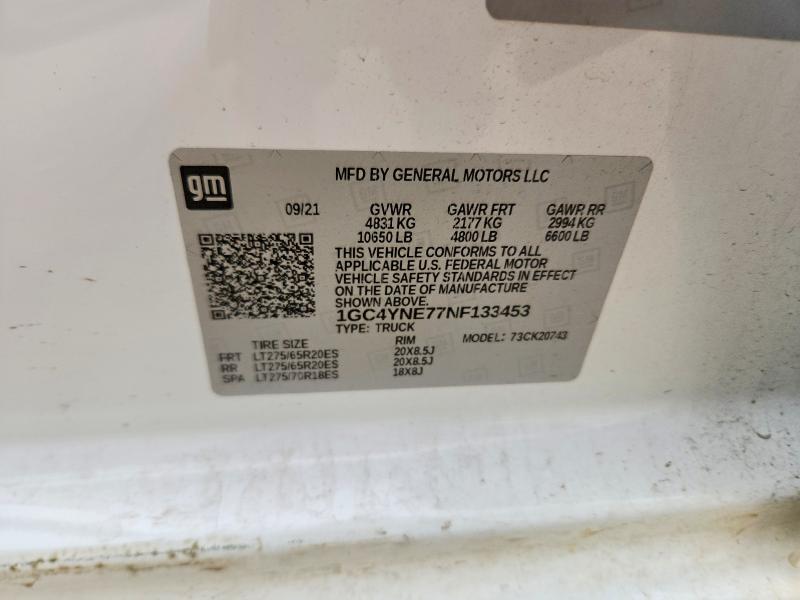 gm
MFD BY GENERAL MOTORS LLC
09/21 GVWR GAWR FRT GAWR RR
4831 KG 2177 KG 2994 KG
10650 LB 4800 LB 6600 LB
THIS VEHICLE CONFORMS TO ALL
APPLICABLE U.S. FEDERAL MOTOR
VEHICLE SAFETY STANDARDS IN EFFECT
ON THE DATE OF MANUFACTURE
SHOWN ABOVE.
1GC4YNE77NF133453
TYPE: TRUCK MODEL: 73CK20743
TIRE SIZE RIM
FRT LT275/65R20ES 20X8.5J
RR LT275/65R20ES 20X8.5J
SPA LT275/70R18ES 18X8J